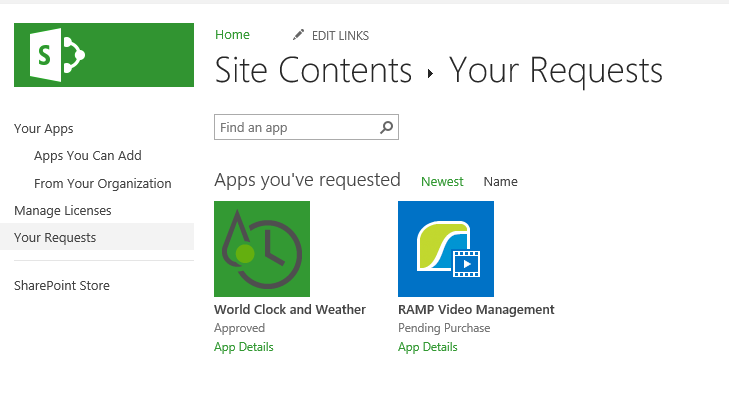 S
Home EDIT LINKS
Site Contents ▸ Your Requests
Your Apps
Apps You Can Add
From Your Organization
Manage Licenses
Your Requests
SharePoint Store
Find an app
Apps you've requested Newest Name
World Clock and Weather
Approved
App Details
RAMP Video Management
Pending Purchase
App Details